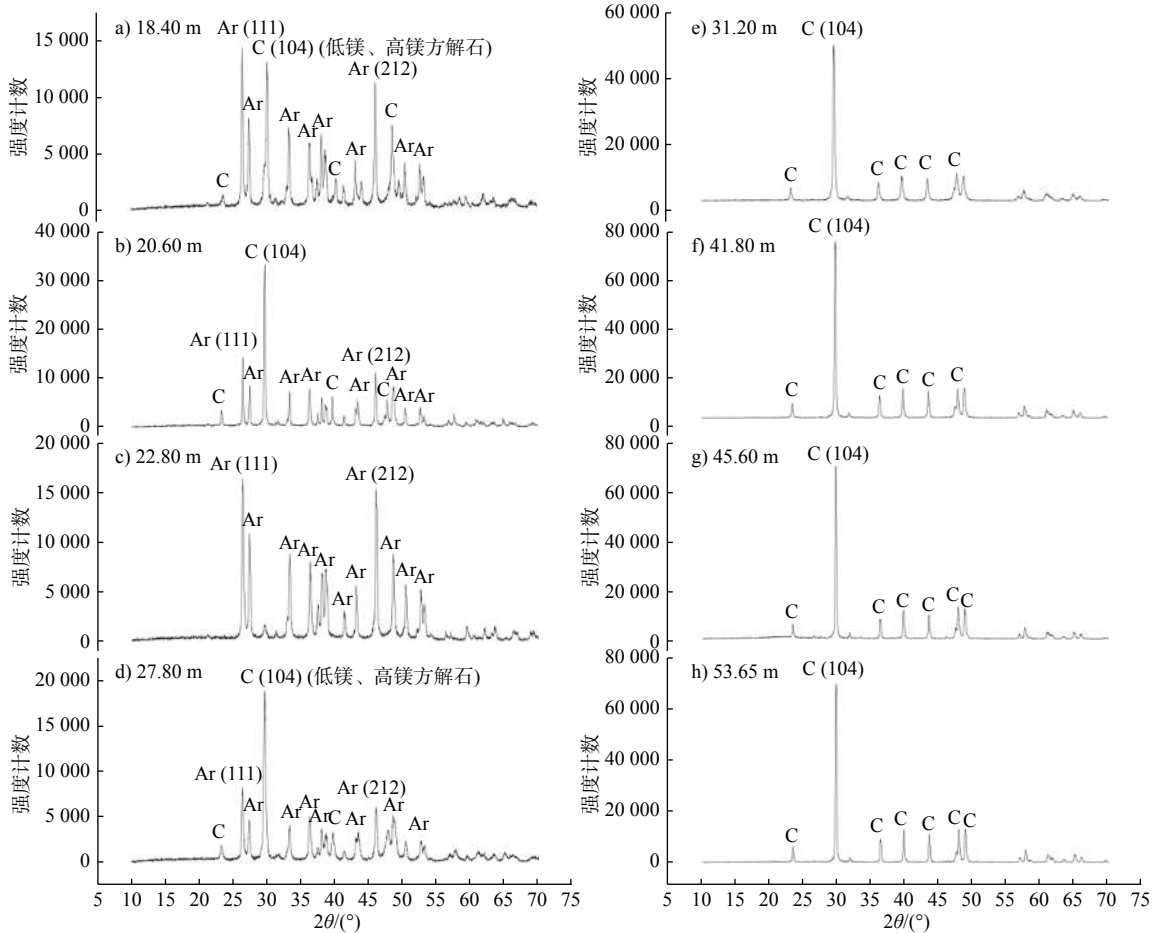 a) 18.40 m
Ar (111)
C (104) (低镁、高镁方解石)
Ar (212)
C
Ar
Ar
Ar
Ar
C
Ar
C
Ar
Ar
强度计数
15 000
10 000
5 000
0
b) 20.60 m
C (104)
Ar (111)
Ar (212)
C
Ar
Ar
Ar
C
Ar
C
Ar
Ar
Ar
强度计数
40 000
30 000
20 000
10 000
0
c) 22.80 m
Ar (111)
Ar (212)
Ar
Ar
Ar
Ar
Ar
Ar
Ar
Ar
Ar
强度计数
20 000
15 000
10 000
5 000
0
d) 27.80 m
C (104) (低镁、高镁方解石)
Ar (111)
Ar (212)
C
Ar
Ar
Ar
Ar
C
Ar
Ar
Ar
强度计数
20 000
15 000
10 000
5 000
0
5 10 15 20 25 30 35 40 45 50 55 60 65 70 75
2θ/(°)
e) 31.20 m
C (104)
C
C
C
C
C
强度计数
60 000
40 000
20 000
0
f) 41.80 m
C (104)
C
C
C
C
C
强度计数
80 000
60 000
40 000
20 000
0
g) 45.60 m
C (104)
C
C
C
C
C
C
强度计数
80 000
60 000
40 000
20 000
0
h) 53.65 m
C (104)
C
C
C
C
C
C
强度计数
80 000
60 000
40 000
20 000
0
5 10 15 20 25 30 35 40 45 50 55 60 65 70 75
2θ/(°)